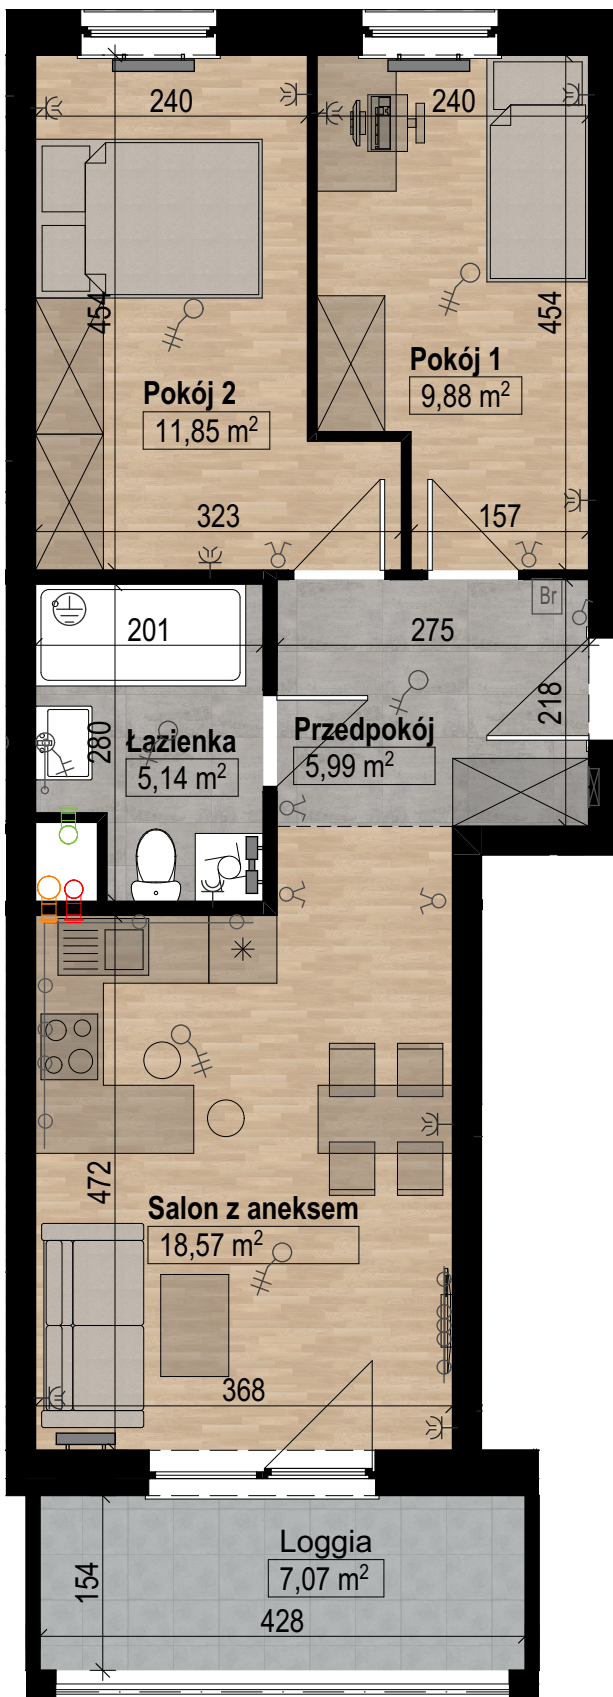 240
240
454
454
Pokój 1
9,88 m²
Pokój 2
11,85 m²
323
157
Br
201
275
218
280
Łazienka
5,14 m²
Przedpokój
5,99 m²
472
Salon z aneksem
18,57 m²
368
Loggia
7,07 m²
154
428